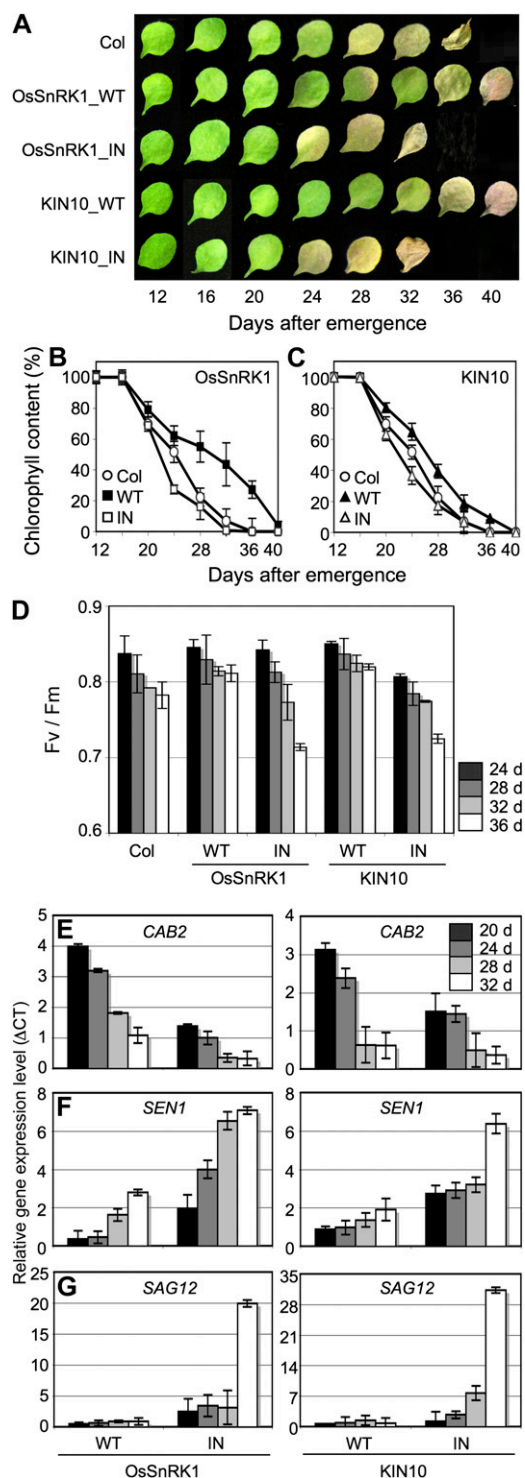 A
Col
OsSnRK1_WT
OsSnRK1_IN
KIN10_WT
KIN10_IN
12 16 20 24 28 32 36 40
Days after emergence
B OsSnRK1
C KIN10
Chlorophyll content (%)
100
80
60
40
20
0
Col
WT
IN
12 20 28 36 40
100
80
60
40
20
0
Col
WT
IN
12 20 28 36 40
Days after emergence
D
Fv / Fm
0.9
0.8
0.7
0.6
24 d
28 d
32 d
36 d
Col WT IN WT IN
OsSnRK1 KIN10
Relative gene expression level (ΔCT)
E CAB2
5
4
3
2
1
0
CAB2
4
3
2
1
0
20 d
24 d
28 d
32 d
F SEN1
8
6
4
2
0
SEN1
8
6
4
2
0
G SAG12
25
20
15
10
5
0
SAG12
35
28
21
14
7
0
WT IN WT IN
OsSnRK1 KIN10